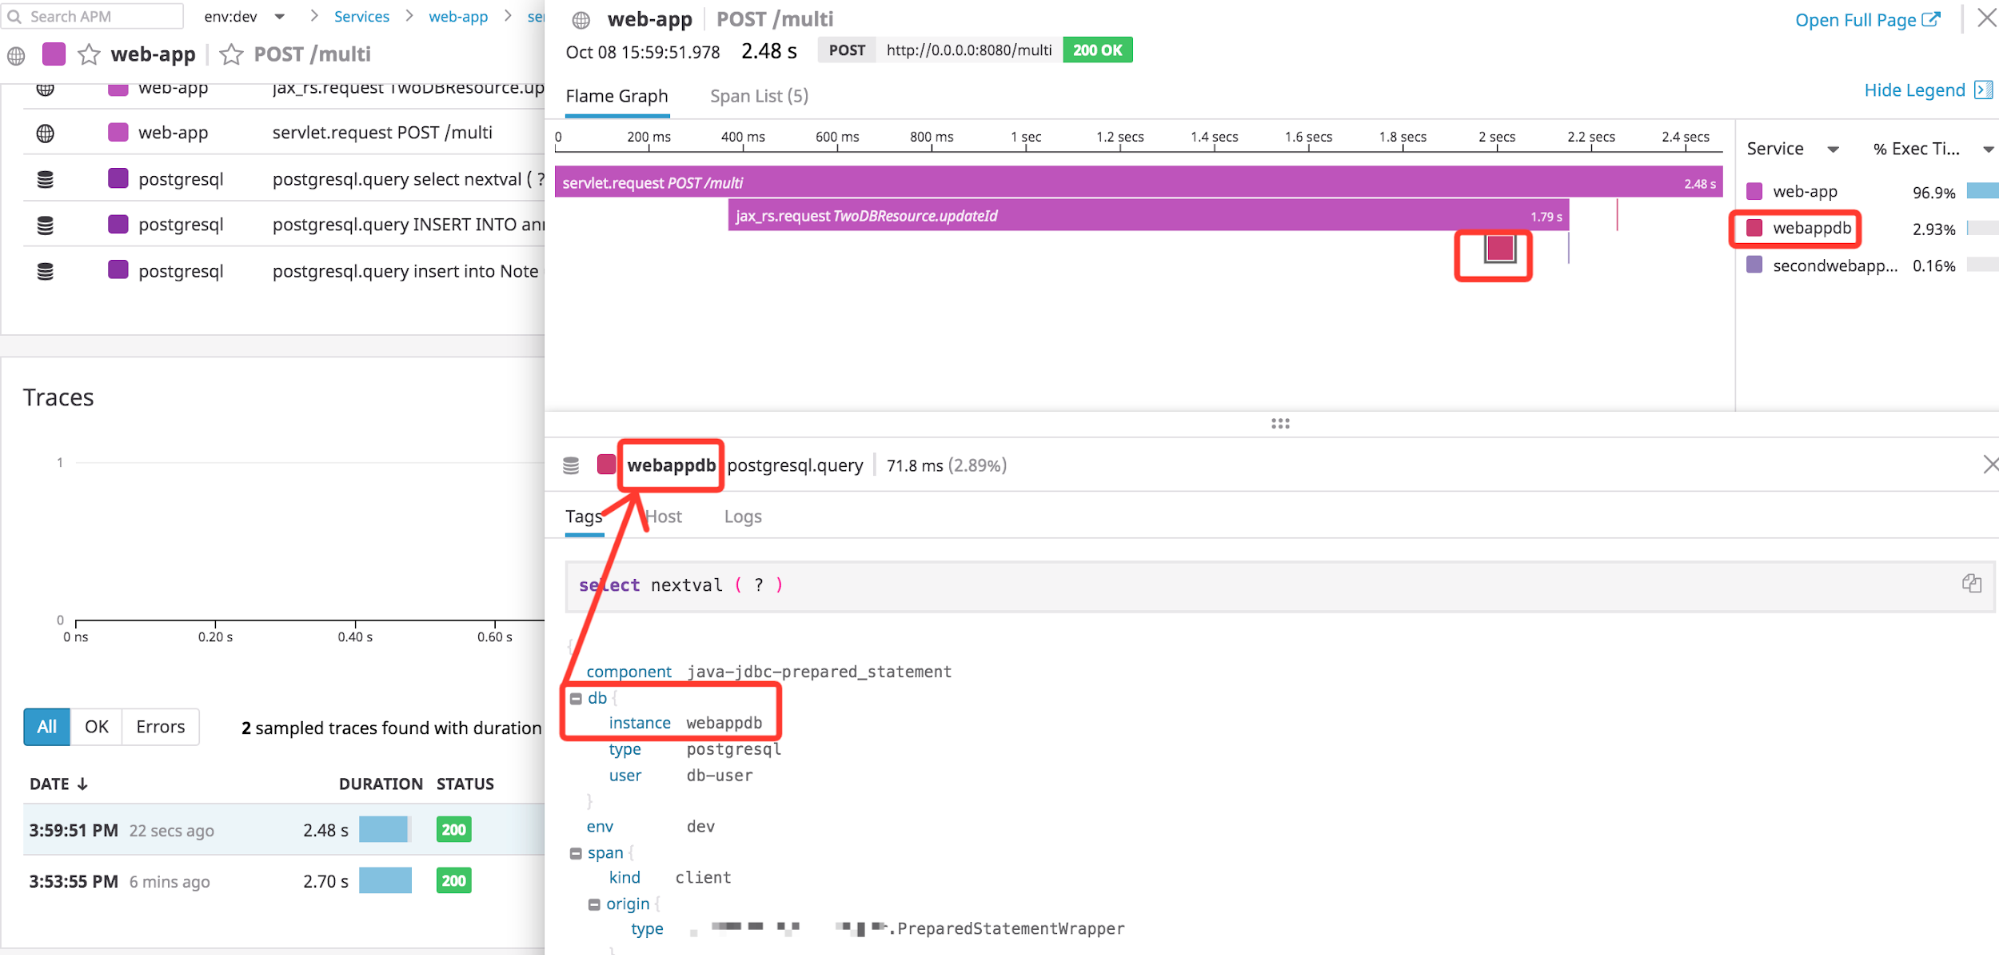 Search APM
env:dev
Services
web-app
se
web-app
POST /multi
web-app jax_rs.request TwoDBResource.up
web-app servlet.request POST /multi
postgresql postgresql.query select nextval ( ?
postgresql postgresql.query INSERT INTO ann
postgresql postgresql.query insert into Note
Traces
1
0
0 ns 0.20 s 0.40 s 0.60 s
All OK Errors 2 sampled traces found with duration
DATE ↓ DURATION STATUS
3:59:51 PM 22 secs ago 2.48 s 200
3:53:55 PM 6 mins ago 2.70 s 200
web-app POST /multi
Open Full Page
Oct 08 15:59:51.978 2.48 s POST http://0.0.0.0:8080/multi 200 OK
Flame Graph Span List (5)
Hide Legend
0 200 ms 400 ms 600 ms 800 ms 1 sec 1.2 secs 1.4 secs 1.6 secs 1.8 secs 2 secs 2.2 secs 2.4 secs
servlet.request POST /multi 2.48 s
jax_rs.request TwoDBResource.updateId 1.79 s
Service % Exec Ti...
web-app 96.9%
webappdb 2.93%
secondwebapp... 0.16%
webappdb postgresql.query 71.8 ms (2.89%)
Tags Host Logs
select nextval ( ? )
{
component java-jdbc-prepared_statement
db {
instance webappdb
type postgresql
user db-user
}
env dev
span {
kind client
origin {
type .PreparedStatementWrapper
}